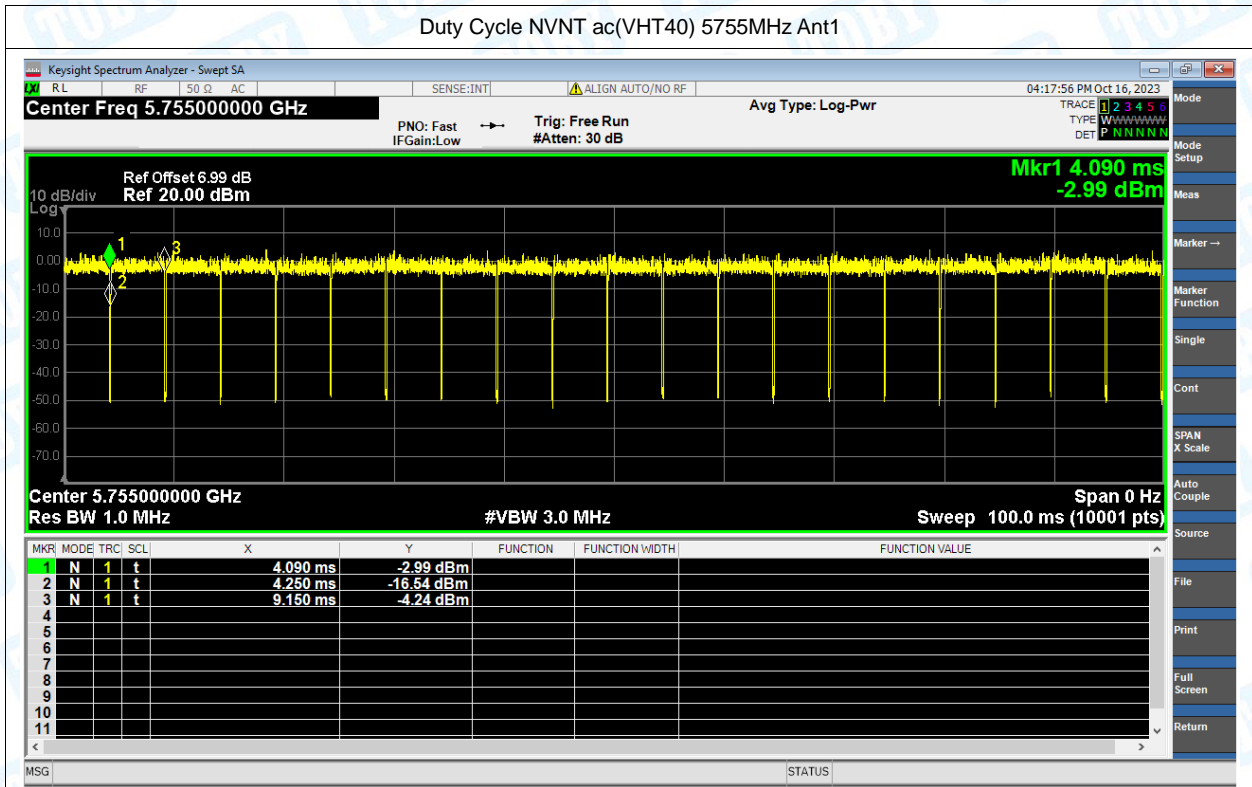 Duty Cycle NVNT ac(VHT40) 5755MHz Ant1
Keysight Spectrum Analyzer - Swept SA
LXI RL RF 50 Ω AC SENSE:INT ALIGN AUTO/NO RF 04:17:56 PM Oct 16, 2023
Center Freq 5.755000000 GHz Avg Type: Log-Pwr TRACE 1 2 3 4 5 6
PNO: Fast Trig: Free Run TYPE WWWWWW
IFGain:Low #Atten: 30 dB DET P N N N N N
Mkr1 4.090 ms
-2.99 dBm
Ref Offset 6.99 dB
10 dB/div Ref 20.00 dBm
Log
10.0
0.00
-10.0
-20.0
-30.0
-40.0
-50.0
-60.0
-70.0
1
2
3
Center 5.755000000 GHz Span 0 Hz
Res BW 1.0 MHz #VBW 3.0 MHz Sweep 100.0 ms (10001 pts)
MKR MODE TRC SCL X Y FUNCTION FUNCTION WIDTH FUNCTION VALUE
1 N 1 t 4.090 ms -2.99 dBm
2 N 1 t 4.250 ms -16.54 dBm
3 N 1 t 9.150 ms -4.24 dBm
4
5
6
7
8
9
10
11
MSG STATUS
Mode
Mode
Setup
Meas
Marker→
Marker
Function
Single
Cont
SPAN
X Scale
Auto
Couple
Source
File
Print
Full
Screen
Return